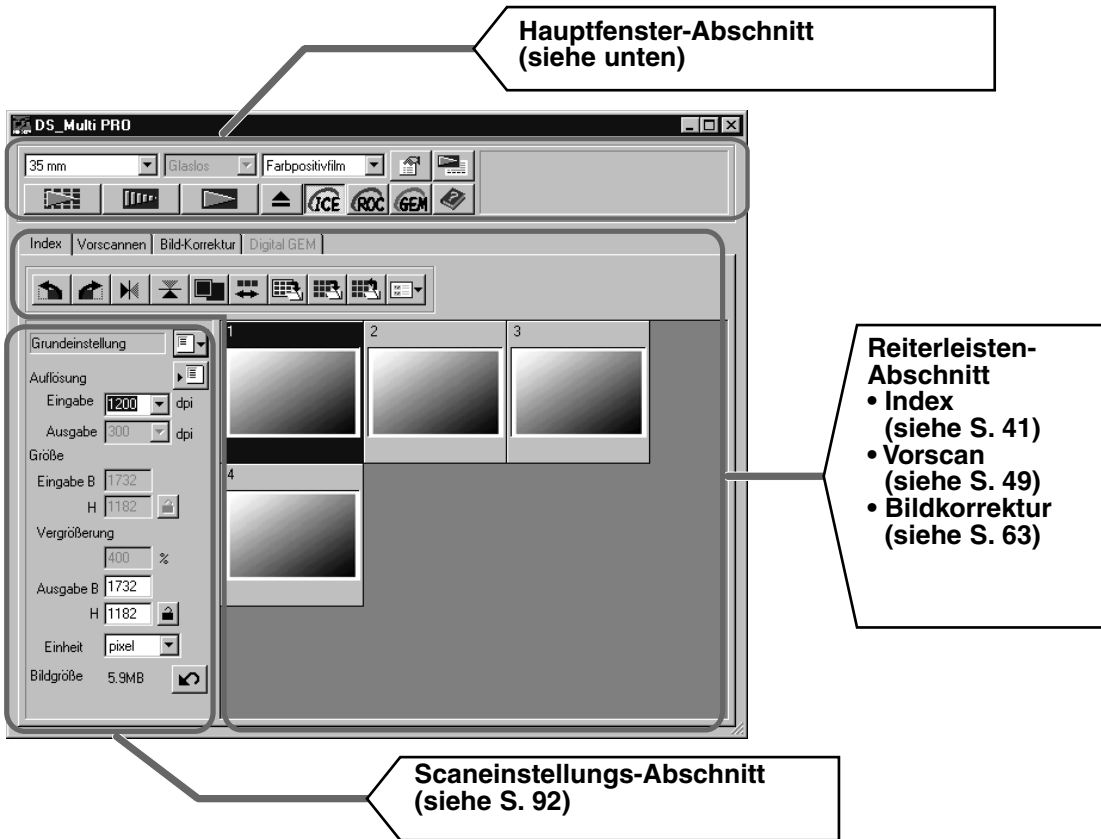 Hauptfenster-Abschnitt
(siehe unten)
DS_Multi PRO
35 mm Glaslos Farbpositivfilm
ICE ROC GEM
Index Vorscannen Bild-Korrektur Digital GEM
Grundeinstellung
Auflösung
Eingabe 1200 dpi
Ausgabe 300 dpi
Größe
Eingabe B 1732
H 1182
Vergrößerung
400 %
Ausgabe B 1732
H 1182
Einheit pixel
Bildgröße 5.9MB
1 2 3
4
Reiterleisten-
Abschnitt
• Index
(siehe S. 41)
• Vorscan
(siehe S. 49)
• Bildkorrektur
(siehe S. 63)
Scaneinstellungs-Abschnitt
(siehe S. 92)